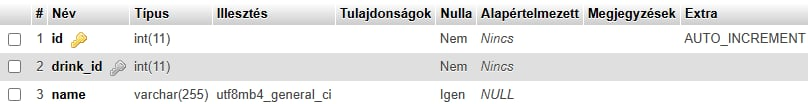 # Név Típus Illesztés Tulajdonságok Nulla Alapértelmezett Megjegyzések Extra
1 id int(11) Nem Nincs AUTO_INCREMENT
2 drink_id int(11) Nem Nincs
3 name varchar(255) utf8mb4_general_ci Igen NULL